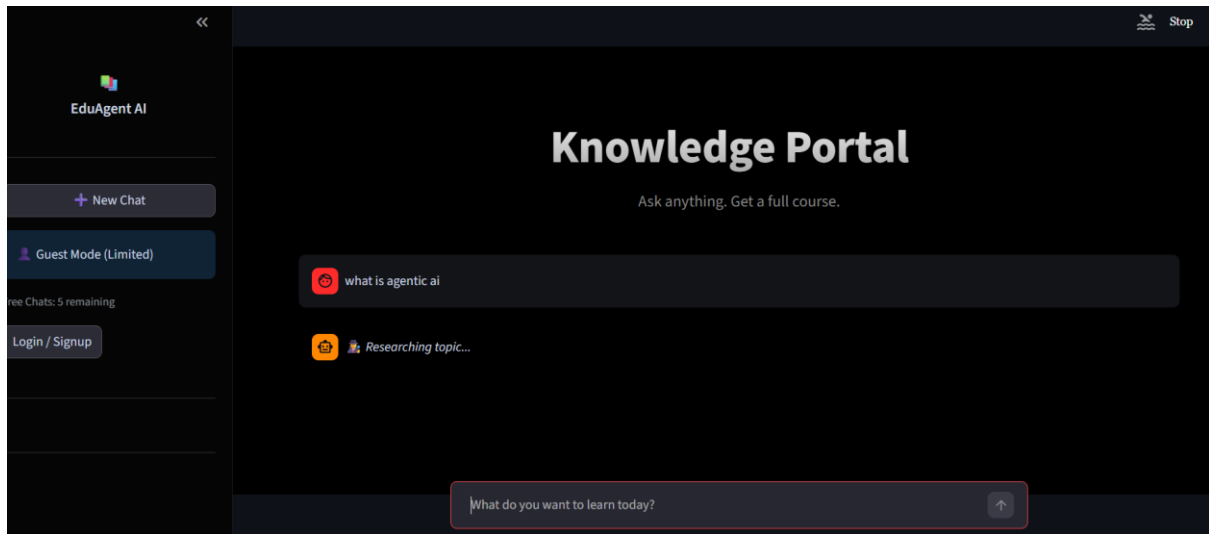 Stop
EduAgent AI
New Chat
Guest Mode (Limited)
ree Chats: 5 remaining
Login / Signup
Knowledge Portal
Ask anything. Get a full course.
what is agentic ai
Researching topic...
What do you want to learn today?